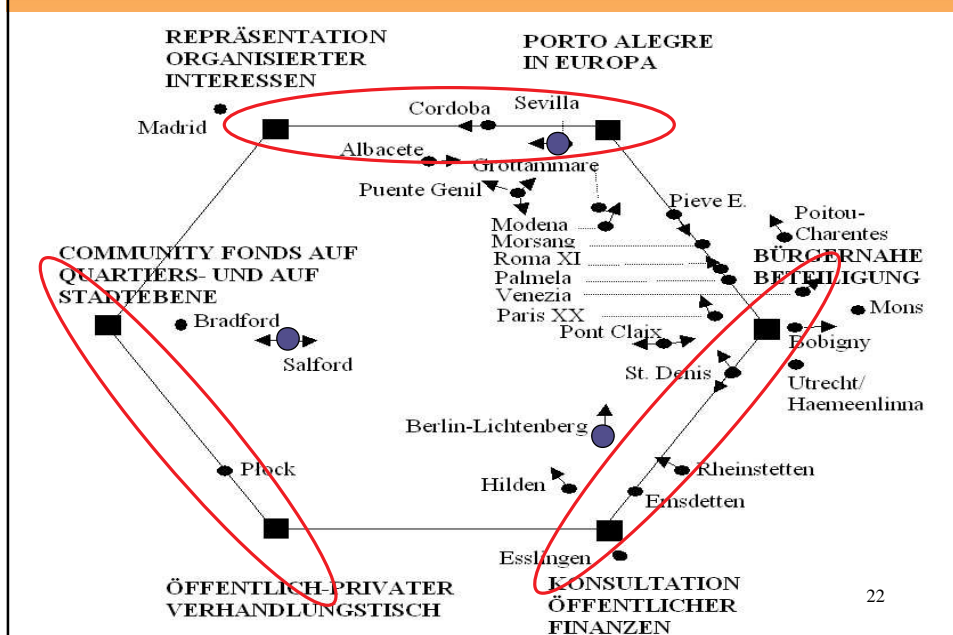 REPRÄSENTATION
ORGANISIERTER
INTERESSEN
PORTO ALEGRE
IN EUROPA
Madrid
Cordoba
Sevilla
Albacete
Grottammare
Puente Genil
Pieve E.
Poitou-
Charentes
Modena
Morsang
Roma XI
Palmela
Venezia
Paris XX
Pont Claix
COMMUNITY FONDS AUF
QUARTIERS- UND AUF
STADTEBENE
BÜRGERNAHE
BETEILIGUNG
Mons
Bradford
Salford
Bobigny
St. Denis
Utrecht/
Haemeenlinna
Berlin-Lichtenberg
Plock
Hilden
Rheinstetten
Emsdetten
Esslingen
ÖFFENTLICH-PRIVATER
VERHANDLUNGSTISCH
KONSULTATION
ÖFFENTLICHER
FINANZEN
22